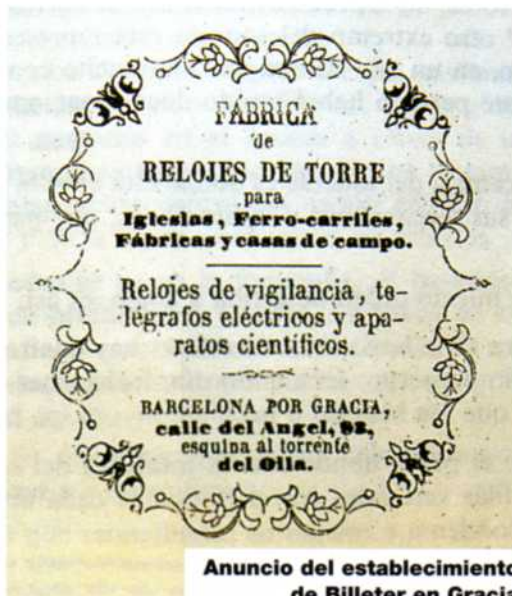 FÁBRICA
de
RELOJES DE TORRE
para
Iglesias, Ferro-carriles,
Fábricas y casas de campo.
Relojes de vigilancia, te-
légrafos eléctricos y apa-
ratos científicos.
BARCELONA POR GRACIA,
calle del Angel, 93,
esquina al torrente
del Olla.
Anuncio del establecimiento
de Billeter en Gracia